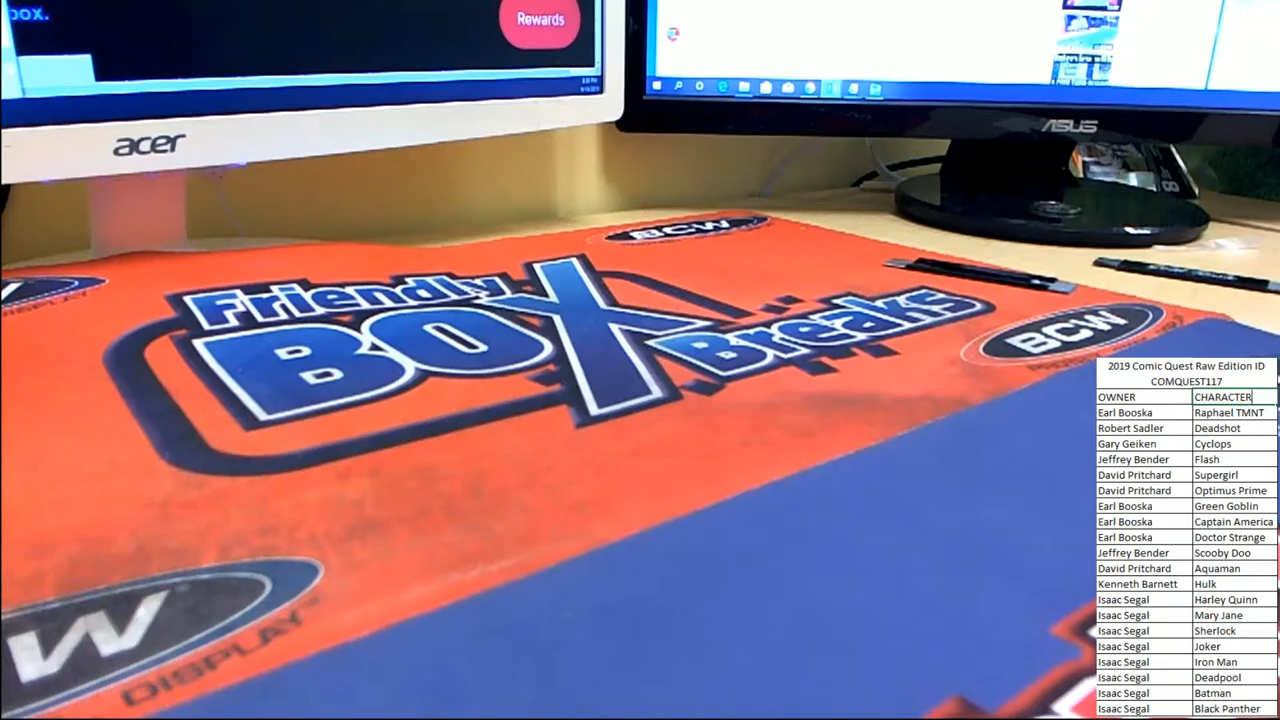 box.
Rewards
acer
ASUS
BCW
Friendly
BOX
Breaks
BCW
W
DISPLAY
2019 Comic Quest Raw Edition ID
COMQUEST117
OWNER CHARACTER
Earl Booska Raphael TMNT
Robert Sadler Deadshot
Gary Geiken Cyclops
Jeffrey Bender Flash
David Pritchard Supergirl
David Pritchard Optimus Prime
Earl Booska Green Goblin
Earl Booska Captain America
Earl Booska Doctor Strange
Jeffrey Bender Scooby Doo
David Pritchard Aquaman
Kenneth Barnett Hulk
Isaac Segal Harley Quinn
Isaac Segal Mary Jane
Isaac Segal Sherlock
Isaac Segal Joker
Isaac Segal Iron Man
Isaac Segal Deadpool
Isaac Segal Batman
Isaac Segal Black Panther